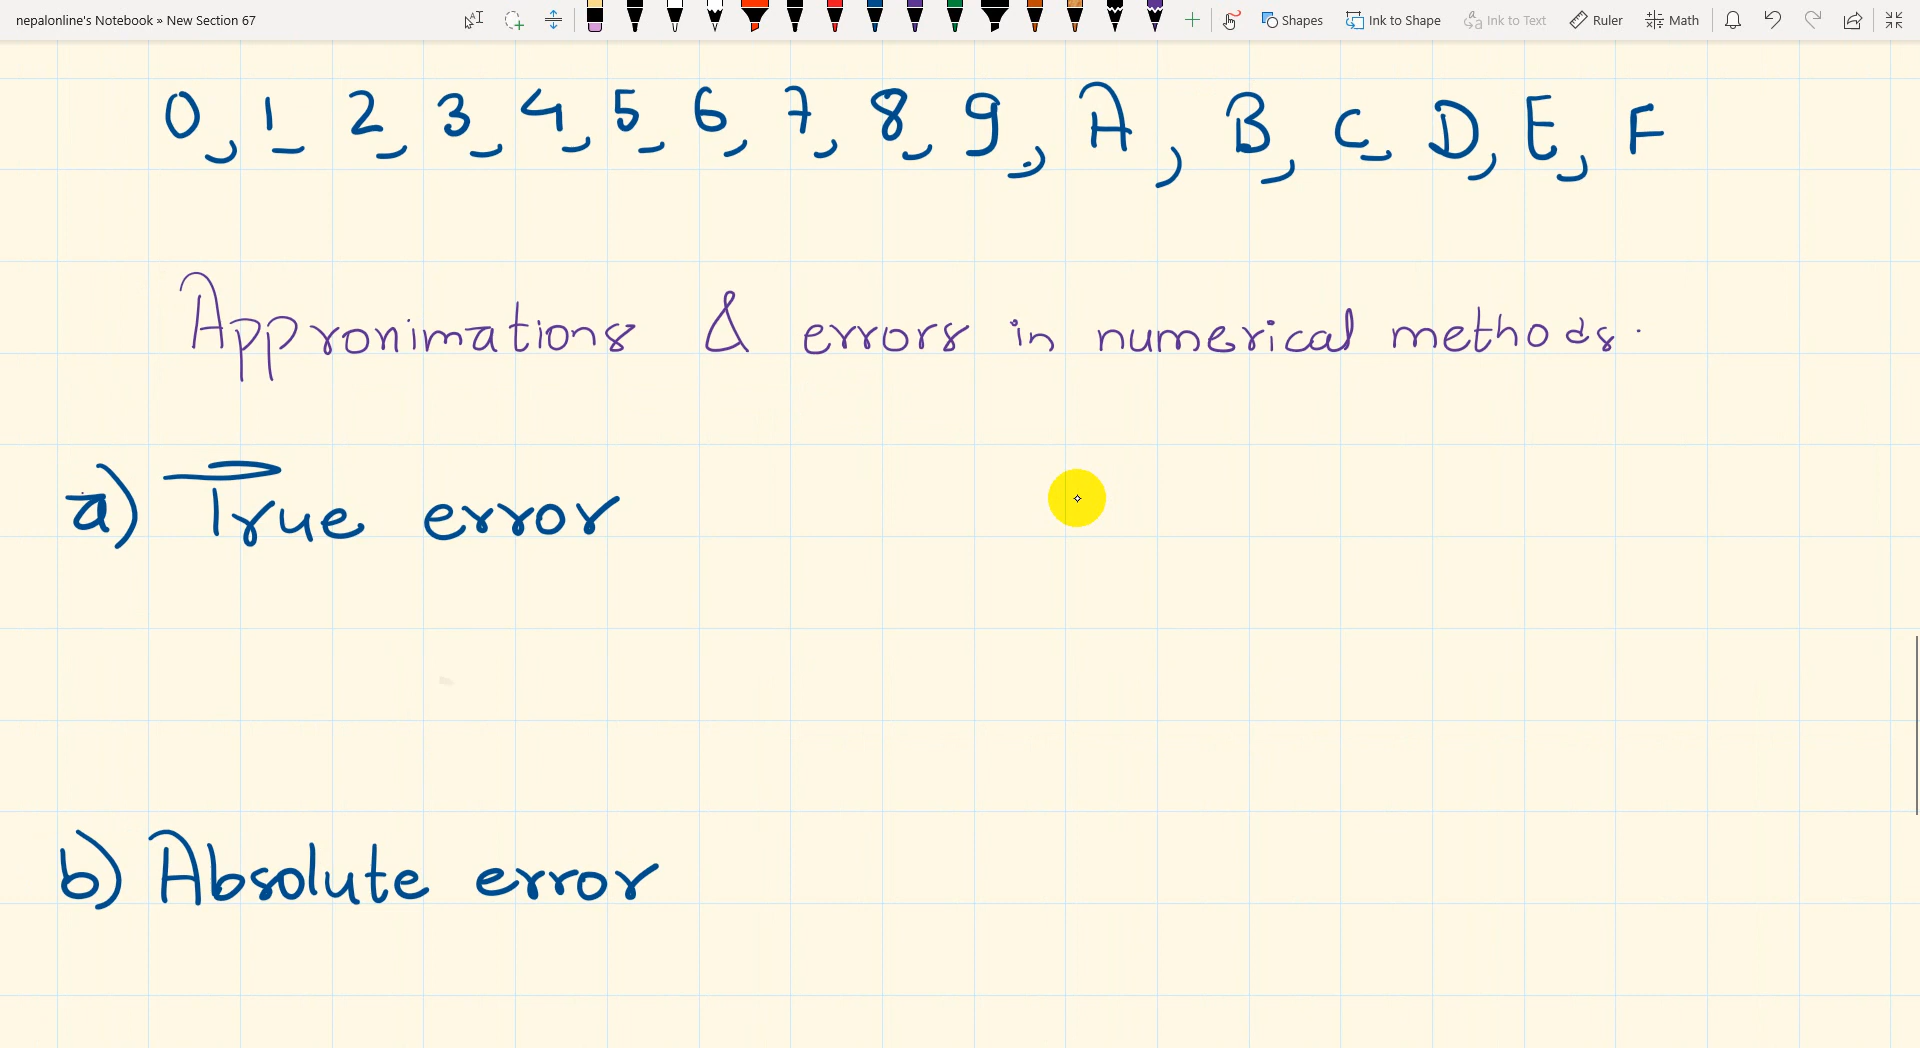 nepalonline's Notebook » New Section 67
Shapes Ink to Shape Ink to Text Ruler Math
0, 1, 2, 3, 4, 5, 6, 7, 8, 9, A, B, C, D, E, F
Approximations & errors in numerical methods.
a) True error
b) Absolute error